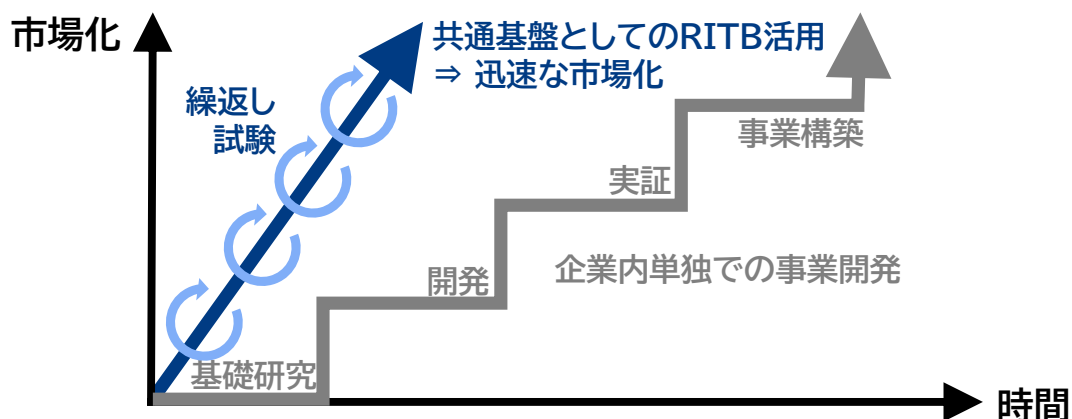 市場化
共通基盤としてのRITB活用
⇒ 迅速な市場化
繰返し
試験
事業構築
実証
開発
企業内単独での事業開発
基礎研究
時間